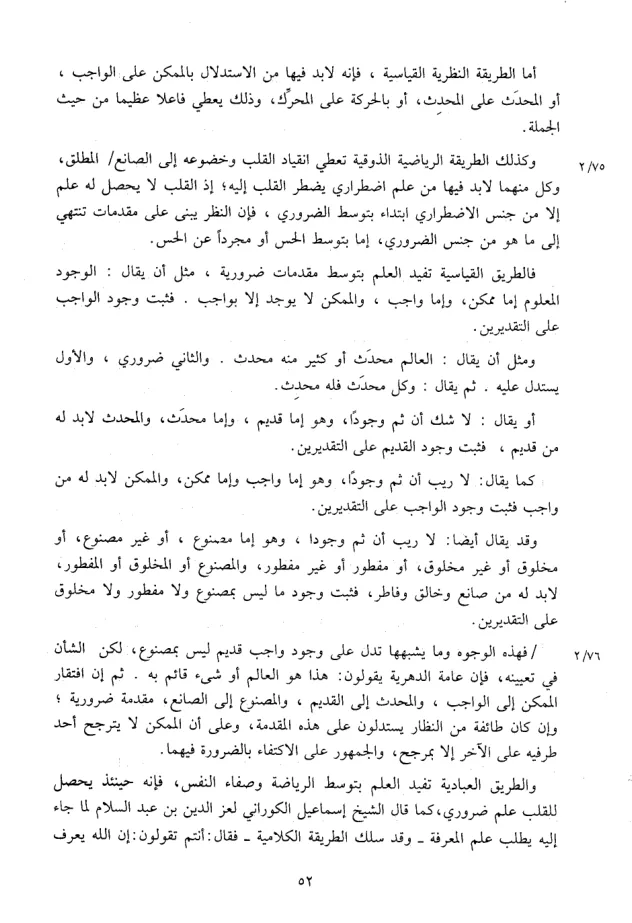 أما الطريقة النظرية القياسية ، فإنه لابد فيها من الاستدلال بالممكن على الواجب ،
أو المحدَث على المحدِث، أو بالحركة على المحرِّك، وذلك يعطي فاعلا عظيما من حيث
الجملة.
وكذلك الطريقة الرياضية الذوقية تعطي انقياد القلب وخضوعه إلى الصانع/ المطلق،
٢/٧٥
وكل منهما لابد فيها من علم اضطراري يضطر القلب إليه؛ إذ القلب لا يحصل له علم
إلا من جنس الاضطراري ابتداء بتوسط الضروري ، فإن النظر يبنى على مقدمات تنتهي
إلى ما هو من جنس الضروري، إما بتوسط الحس أو مجرداً عن الحس.
فالطريق القياسية تفيد العلم بتوسط مقدمات ضرورية ، مثل أن يقال : الوجود
المعلوم إما ممكن، وإما واجب ، والممكن لا يوجد إلا بواجب . فثبت وجود الواجب
على التقديرين.
ومثل أن يقال : العالم محدَث أو كثير منه محدث . والثاني ضروري ، والأول
يستدل عليه . ثم يقال : وكل محدَث فله محدِث.
أو يقال : لا شك أن ثم وجودًا، وهو إما قديم ، وإما محدَث، والمحدث لابد له
من قديم ، فثبت وجود القديم على التقديرين.
كما يقال: لا ريب أن ثم وجودًا، وهو إما واجب وإما ممكن، والممكن لابد له من
واجب فثبت وجود الواجب على التقديرين.
وقد يقال أيضا: لا ريب أن ثم وجودا ، وهو إما مصنوع ، أو غير مصنوع، أو
مخلوق أو غير مخلوق، أو مفطور أو غير مفطور، والمصنوع أو المخلوق أو المفطور،
لابد له من صانع وخالق وفاطر، فثبت وجود ما ليس بمصنوع ولا مفطور ولا مخلوق
على التقديرين.
/ فهذه الوجوه وما يشبهها تدل على وجود واجب قديم ليس بمصنوع، لكن الشأن
٢/٧٦
في تعيينه، فإن عامة الدهرية يقولون: هذا هو العالم أو شىء قائم به . ثم إن افتقار
الممكن إلى الواجب ، والمحدث إلى القديم ، والمصنوع إلى الصانع، مقدمة ضرورية ؛
وإن كان طائفة من النظار يستدلون على هذه المقدمة، وعلى أن الممكن لا يترجح أحد
طرفيه على الآخر إلا بمرجح، والجمهور على الاكتفاء بالضرورة فيهما.
والطريق العبادية تفيد العلم بتوسط الرياضة وصفاء النفس، فإنه حينئذ يحصل
للقلب علم ضروري،كما قال الشيخ إسماعيل الكوراني لعز الدين بن عبد السلام لما جاء
إليه يطلب علم المعرفة ـ وقد سلك الطريقة الكلامية ـ فقال:أنتم تقولون:إن الله يعرف
٥٢